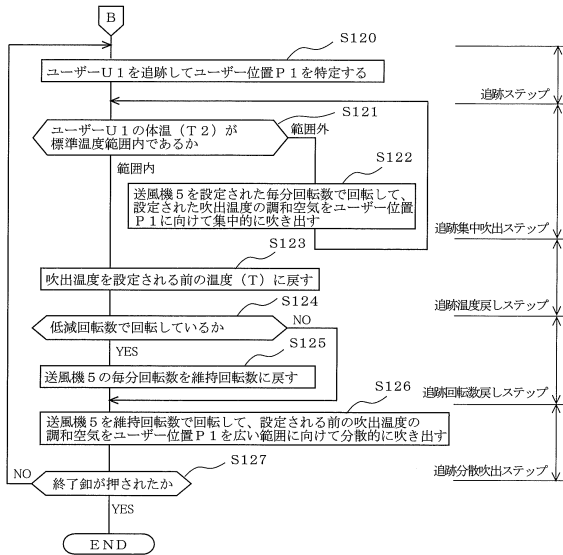 B
S120
ユーザーU1を追跡してユーザー位置P1を特定する
追跡ステップ
S121
ユーザーU1の体温（T2）が
標準温度範囲内であるか
範囲外
範囲内
S122
送風機5を設定された毎分回転数で回転して、
設定された吹出温度の調和空気をユーザー位置
P1に向けて集中的に吹き出す
追跡集中吹出ステップ
S123
吹出温度を設定される前の温度（T）に戻す
追跡温度戻しステップ
S124
低減回転数で回転しているか
NO
YES
S125
送風機5の毎分回転数を維持回転数に戻す
追跡回転数戻しステップ
S126
送風機5を維持回転数で回転して、設定される前の吹出温度の
調和空気をユーザー位置P1を広い範囲に向けて分散的に吹き出す
追跡分散吹出ステップ
S127
NO
終了釦が押されたか
YES
END